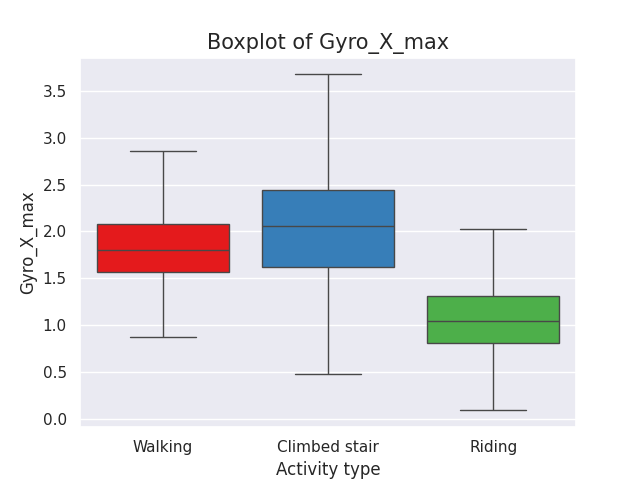 Boxplot of Gyro_X_max
3.5
3.0
2.5
2.0
1.5
1.0
0.5
0.0
Gyro_X_max
Walking Climbed stair Riding
Activity type